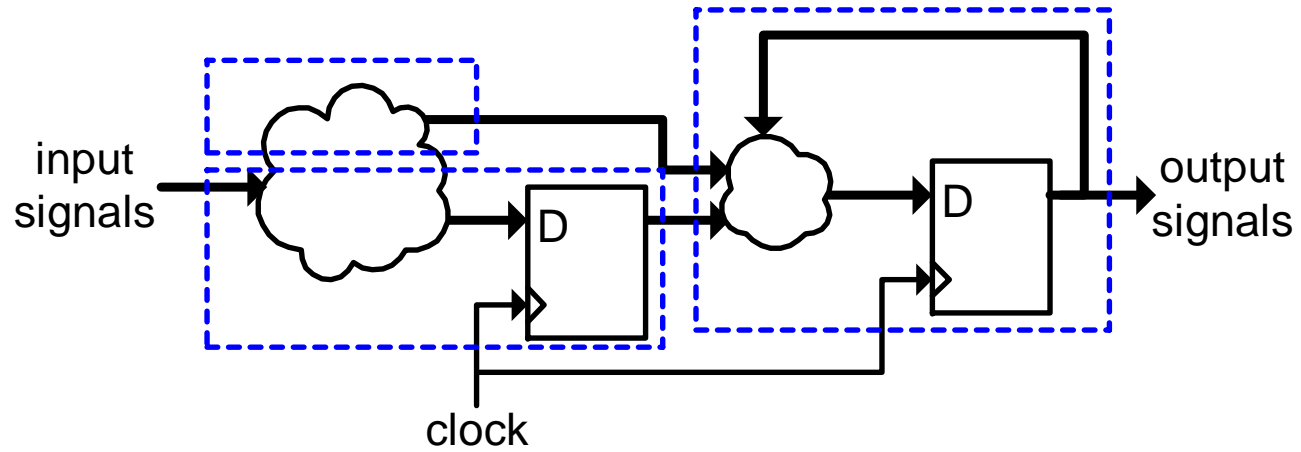 input
signals
D
D
output
signals
clock